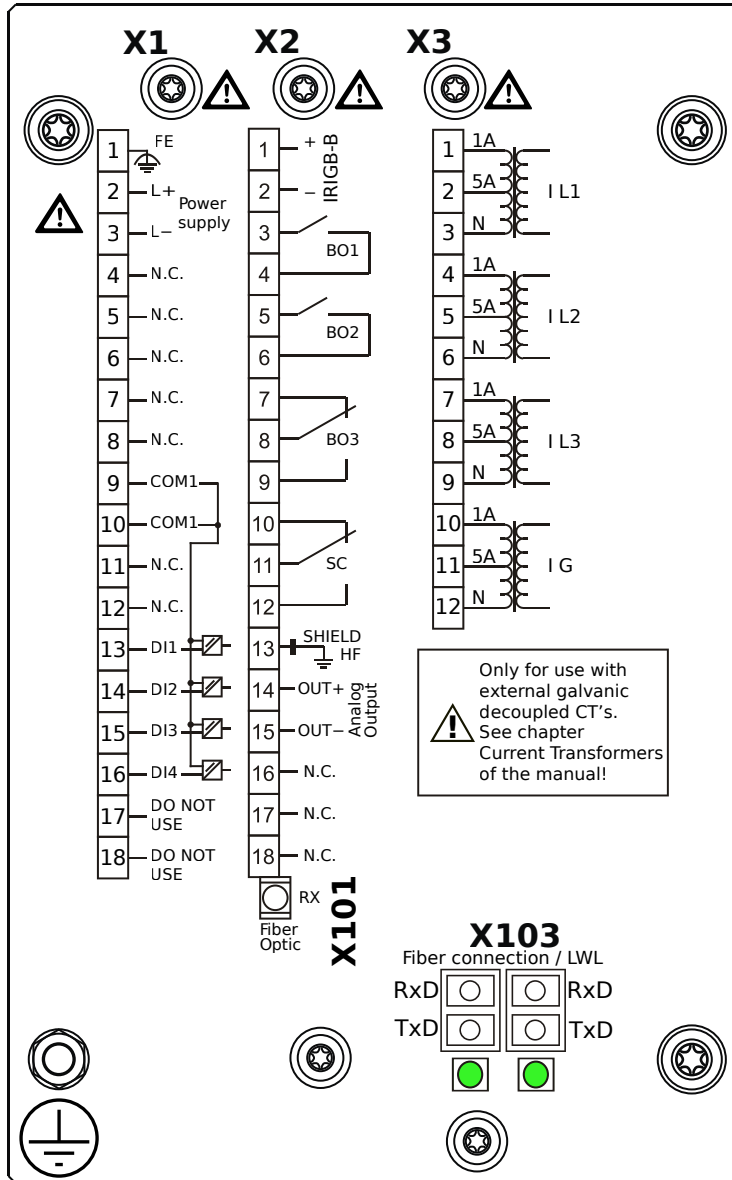 X1
X2
X3
1 FE
2 L+
3 L−
Power
supply
4 N.C.
5 N.C.
6 N.C.
7 N.C.
8 N.C.
9 COM1
10 COM1
11 N.C.
12 N.C.
13 DI1
14 DI2
15 DI3
16 DI4
17 DO NOT
USE
18 DO NOT
USE
1 +
2 −
IRIGB-B
3
4
BO1
5
6
BO2
7
8
9
BO3
10
11
12
SC
13 SHIELD
HF
14 OUT+
15 OUT−
Analog
Output
16 N.C.
17 N.C.
18 N.C.
RX
Fiber
Optic
X101
1 1A
2 5A
3 N
I L1
4 1A
5 5A
6 N
I L2
7 1A
8 5A
9 N
I L3
10 1A
11 5A
12 N
I G
!
Only for use with
external galvanic
decoupled CT's.
See chapter
Current Transformers
of the manual!
X103
Fiber connection / LWL
RxD RxD
TxD TxD